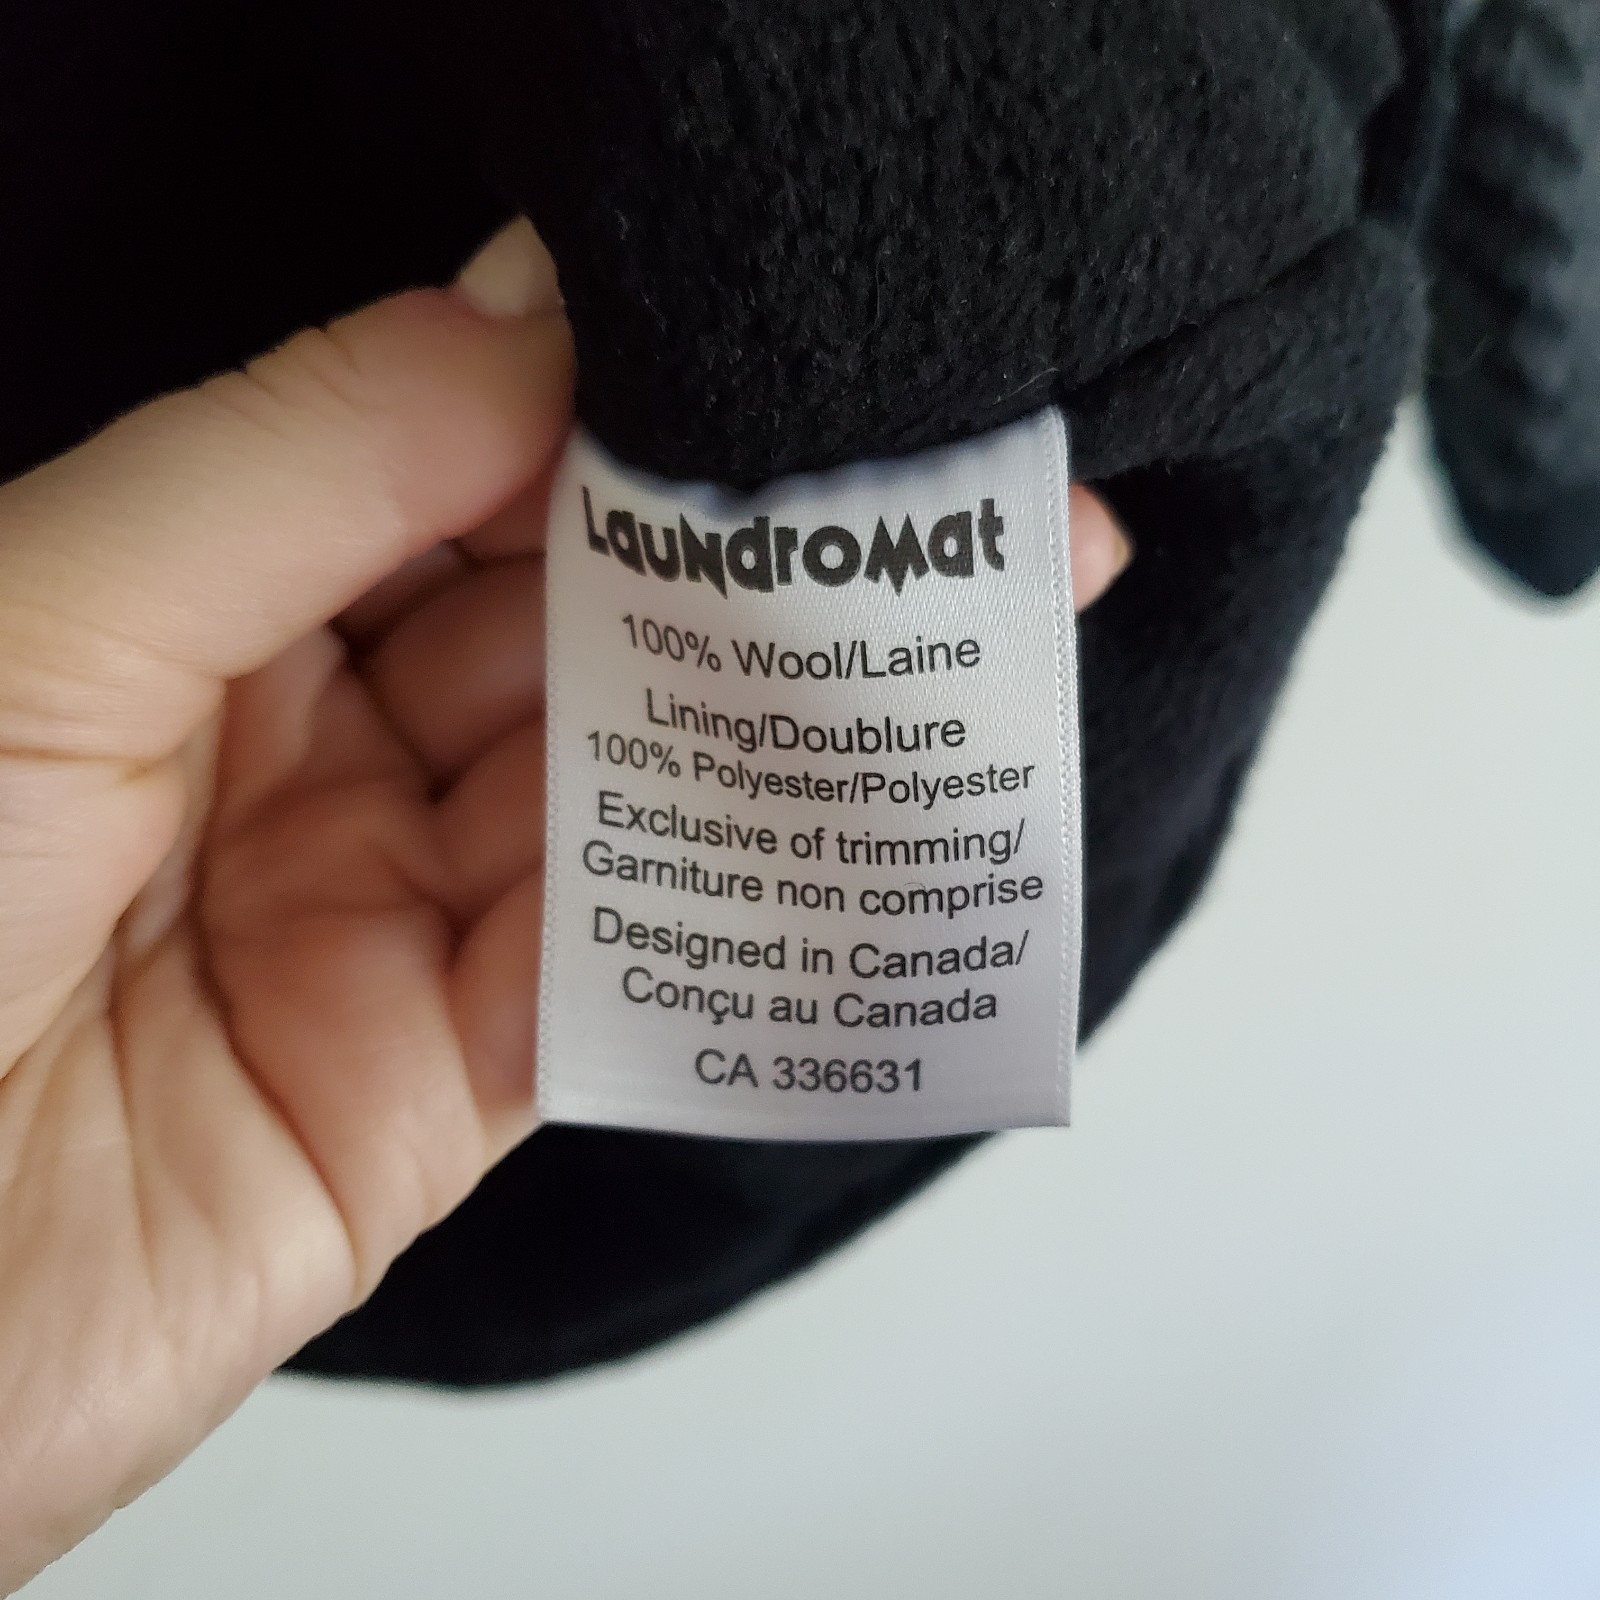 LauNdroMat
100% Wool/Laine
Lining/Doublure
100% Polyester/Polyester
Exclusive of trimming/
Garniture non comprise
Designed in Canada/
Conçu au Canada
CA 336631